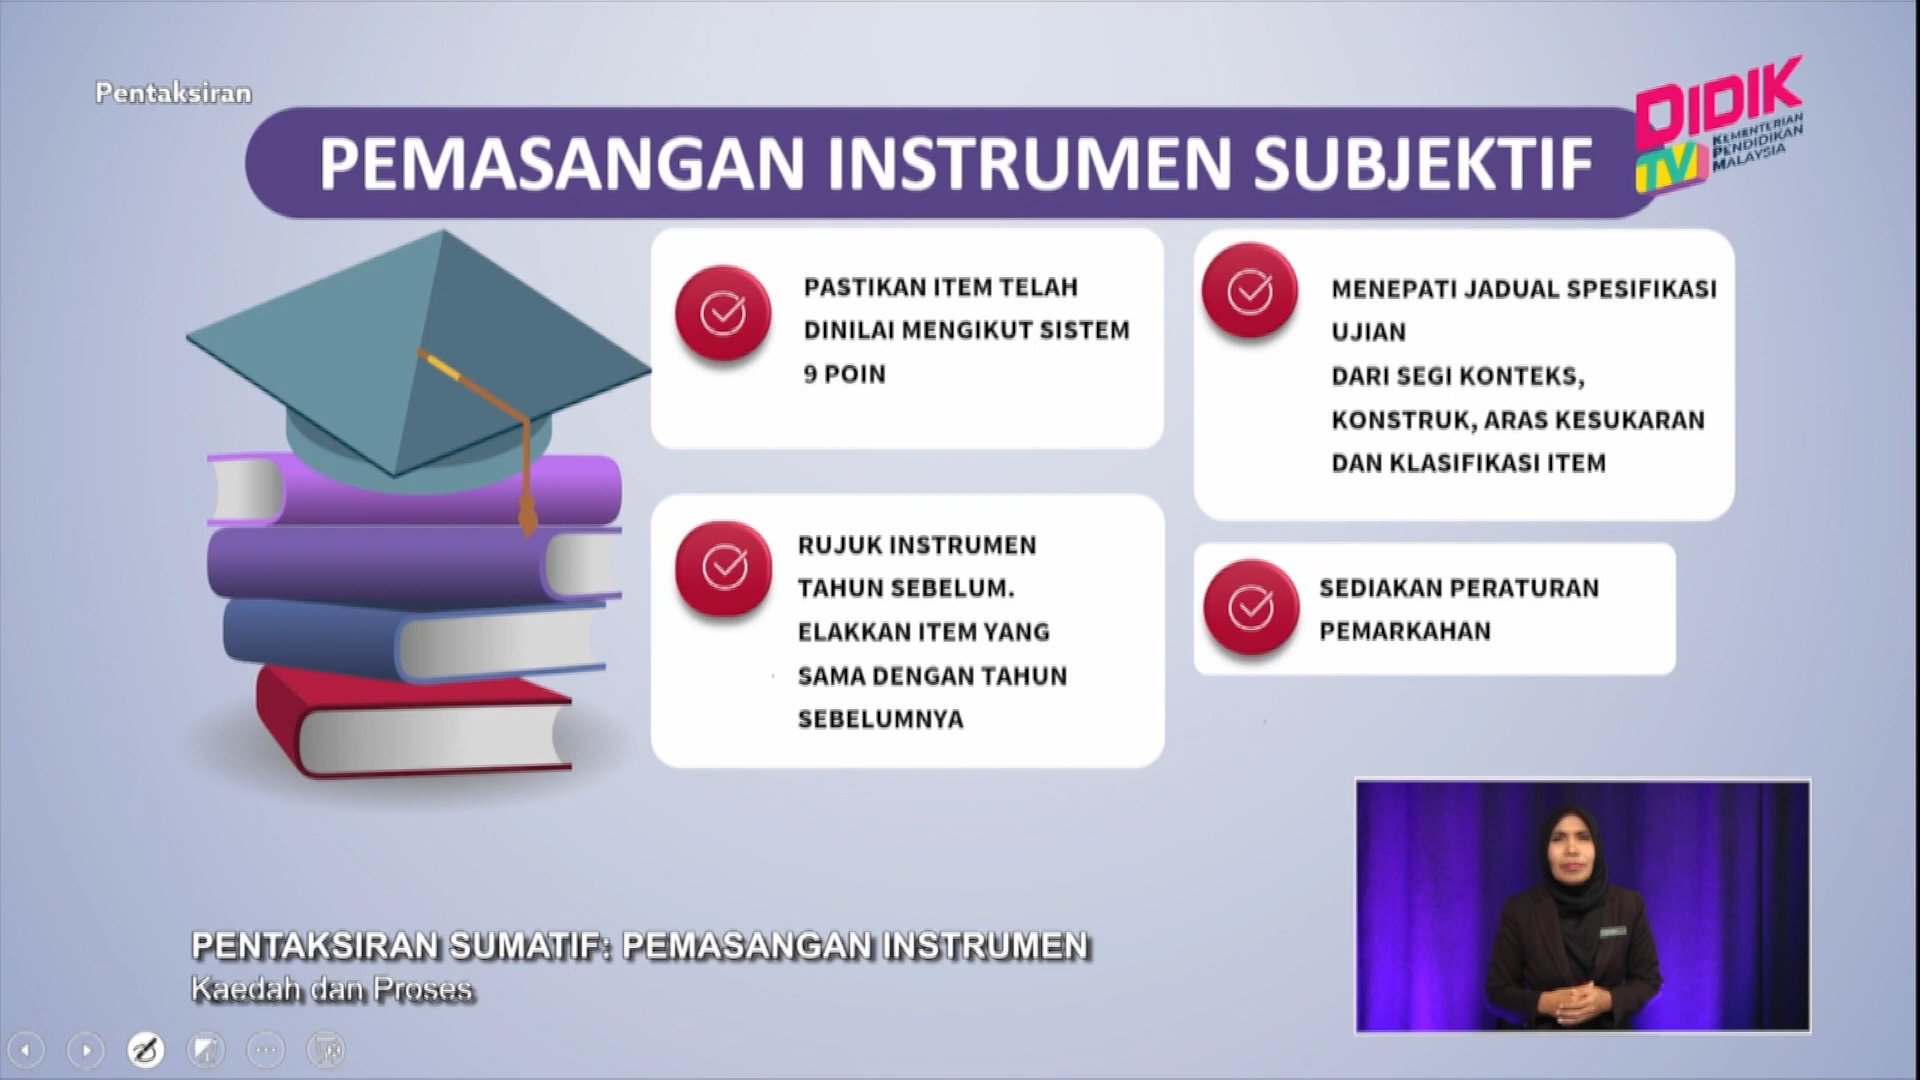 Pentaksiran
DIDIK
TV
KEMENTERIAN
PENDIDIKAN
MALAYSIA
PEMASANGAN INSTRUMEN SUBJEKTIF
PASTIKAN ITEM TELAH
DINILAI MENGIKUT SISTEM
9 POIN
MENEPATI JADUAL SPESIFIKASI
UJIAN
DARI SEGI KONTEKS,
KONSTRUK, ARAS KESUKARAN
DAN KLASIFIKASI ITEM
RUJUK INSTRUMEN
TAHUN SEBELUM.
ELAKKAN ITEM YANG
SAMA DENGAN TAHUN
SEBELUMNYA
SEDIAKAN PERATURAN
PEMARKAHAN
PENTAKSIRAN SUMATIF: PEMASANGAN INSTRUMEN
Kaedah dan Proses